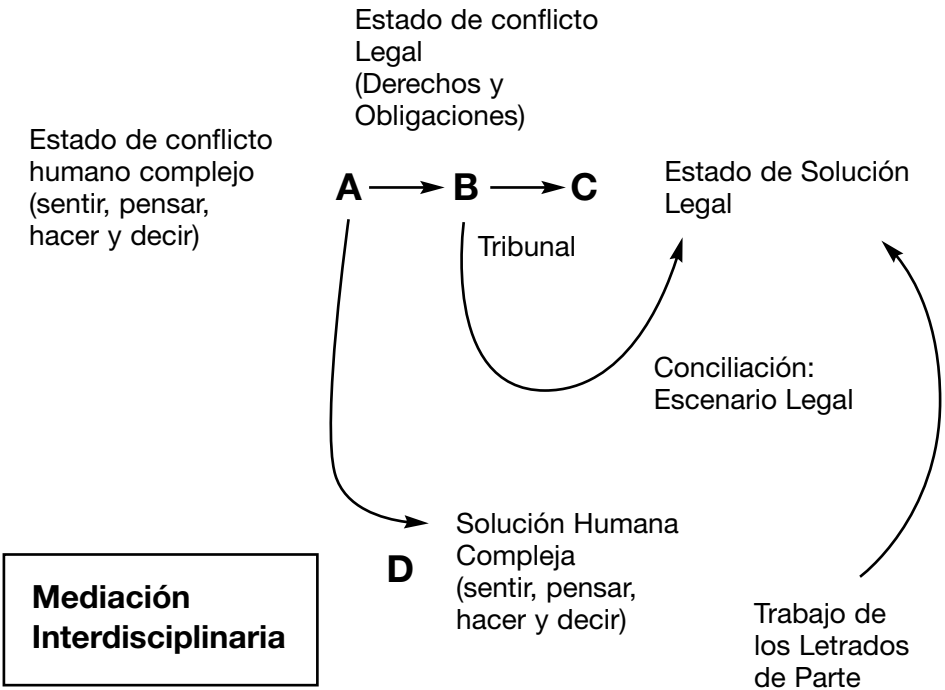 Estado de conflicto
Legal
(Derechos y
Obligaciones)
Estado de conflicto
humano complejo
(sentir, pensar,
hacer y decir)
A
B
C
Estado de Solución
Legal
Tribunal
Conciliación:
Escenario Legal
D
Solución Humana
Compleja
(sentir, pensar,
hacer y decir)
Mediación
Interdisciplinaria
Trabajo de
los Letrados
de Parte